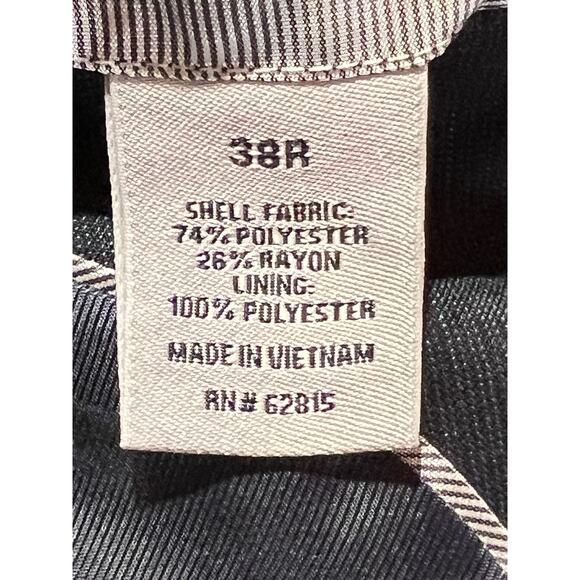 38R
SHELL FABRIC:
74% POLYESTER
26% RAYON
LINING:
100% POLYESTER
MADE IN VIETNAM
RN# 62815